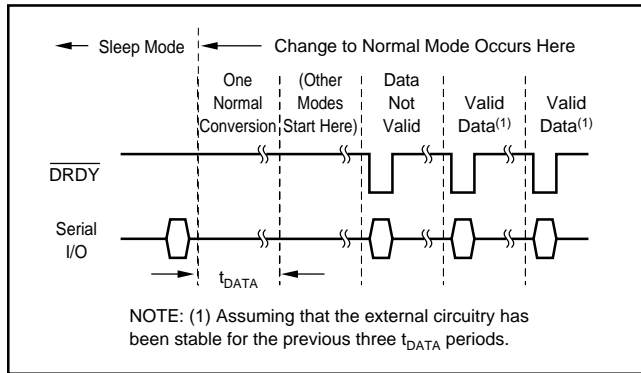 Sleep Mode
Change to Normal Mode Occurs Here
One
Normal
Conversion
(Other
Modes
Start Here)
Data
Not
Valid
Valid
Data(1)
Valid
Data(1)
DRDY
Serial
I/O
tDATA
NOTE: (1) Assuming that the external circuitry has
been stable for the previous three tDATA periods.